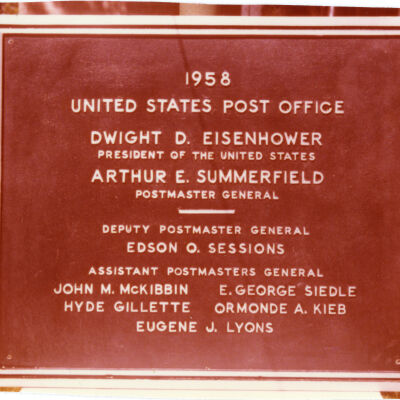 1958
UNITED STATES POST OFFICE
DWIGHT D. EISENHOWER
PRESIDENT OF THE UNITED STATES
ARTHUR E. SUMMERFIELD
POSTMASTER GENERAL
DEPUTY POSTMASTER GENERAL
EDSON O. SESSIONS
ASSISTANT POSTMASTERS GENERAL
JOHN M. McKIBBIN E. GEORGE SIEDLE
HYDE GILLETTE ORMONDE A. KIEB
EUGENE J. LYONS